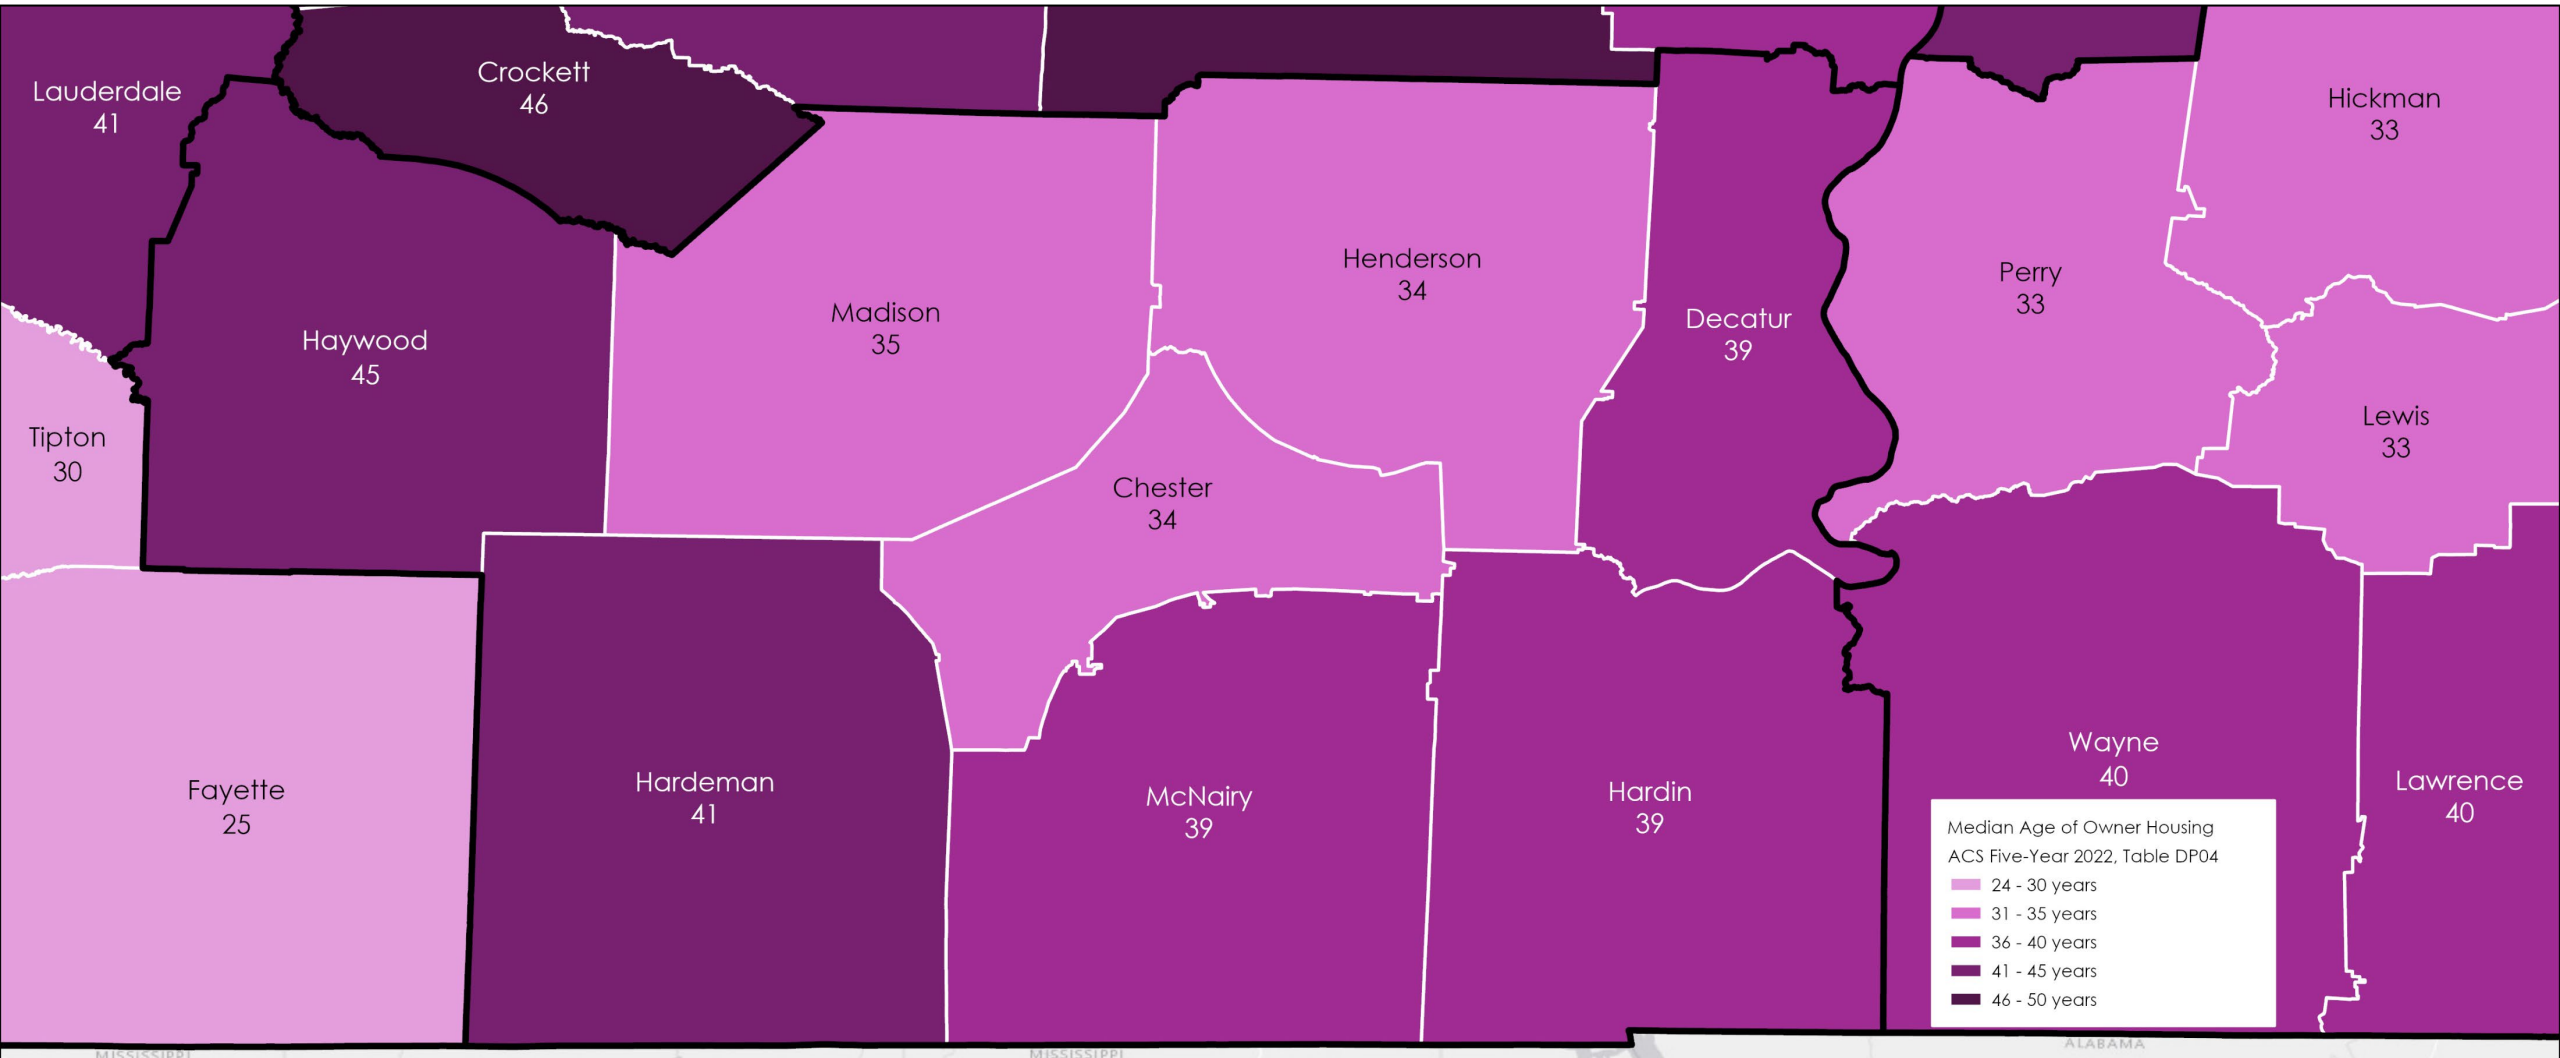 Lauderdale
41
Crockett
46
Hickman
33
Haywood
45
Madison
35
Henderson
34
Decatur
39
Perry
33
Tipton
30
Chester
34
Lewis
33
Fayette
25
Hardeman
41
McNairy
39
Hardin
39
Wayne
40
Lawrence
40
Median Age of Owner Housing
ACS Five-Year 2022, Table DP04
24 - 30 years
31 - 35 years
36 - 40 years
41 - 45 years
46 - 50 years
MISSISSIPPI
MISSISSIPPI
ALABAMA